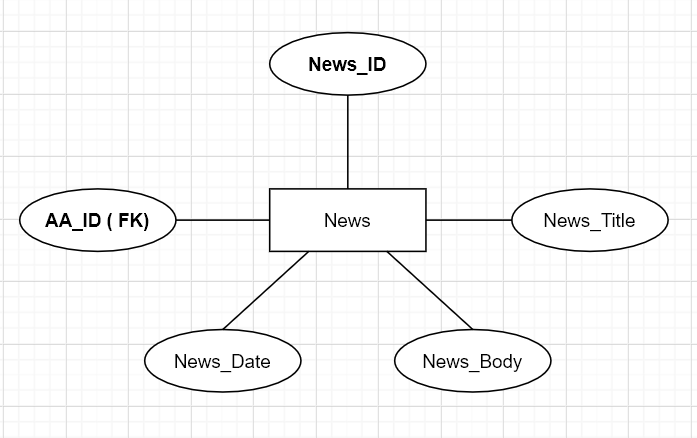 News_ID
AA_ID ( FK)
News
News_Title
News_Date
News_Body